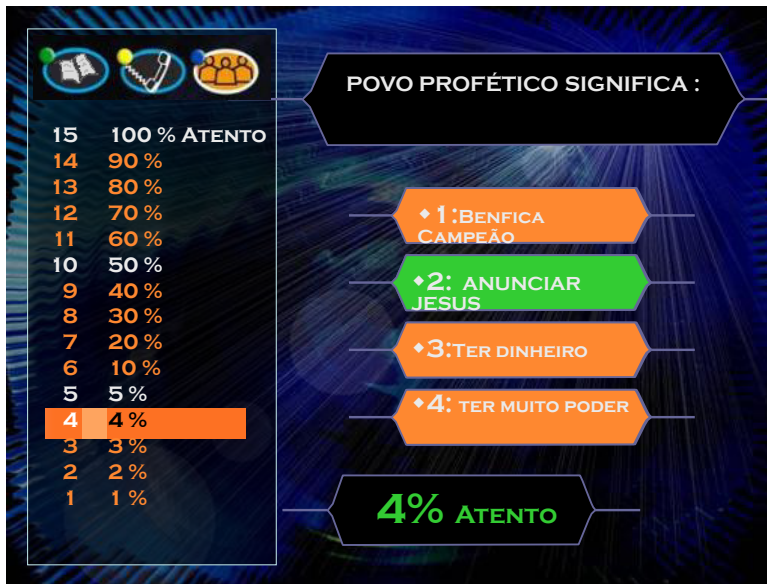 POVO PROFÉTICO SIGNIFICA :
15 100 % ATENTO
14 90 %
13 80 %
12 70 %
11 60 %
10 50 %
9 40 %
8 30 %
7 20 %
6 10 %
5 5 %
4 4 %
3 3 %
2 2 %
1 1 %
1:BENFICA
CAMPEÃO
2: ANUNCIAR
JESUS
3:TER DINHEIRO
4: TER MUITO PODER
4% ATENTO